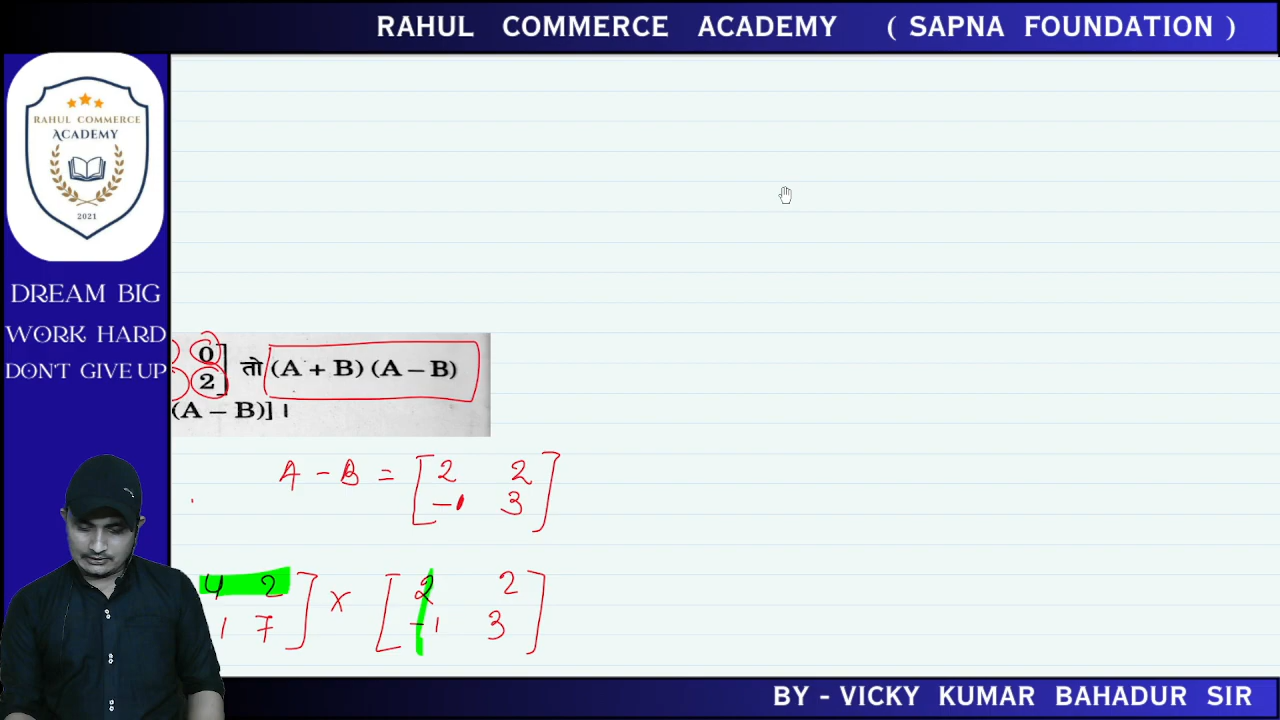 RAHUL COMMERCE ACADEMY ( SAPNA FOUNDATION )
RAHUL COMMERCE
ACADEMY
2021
DREAM BIG
WORK HARD
DON'T GIVE UP
0] तो (A + B) (A – B)
2]
(A – B)] ।
A - B = [2 2
-1 3]
4 2 ] × [ 2 2
1 7 ] [ -1 3 ]
BY - VICKY KUMAR BAHADUR SIR